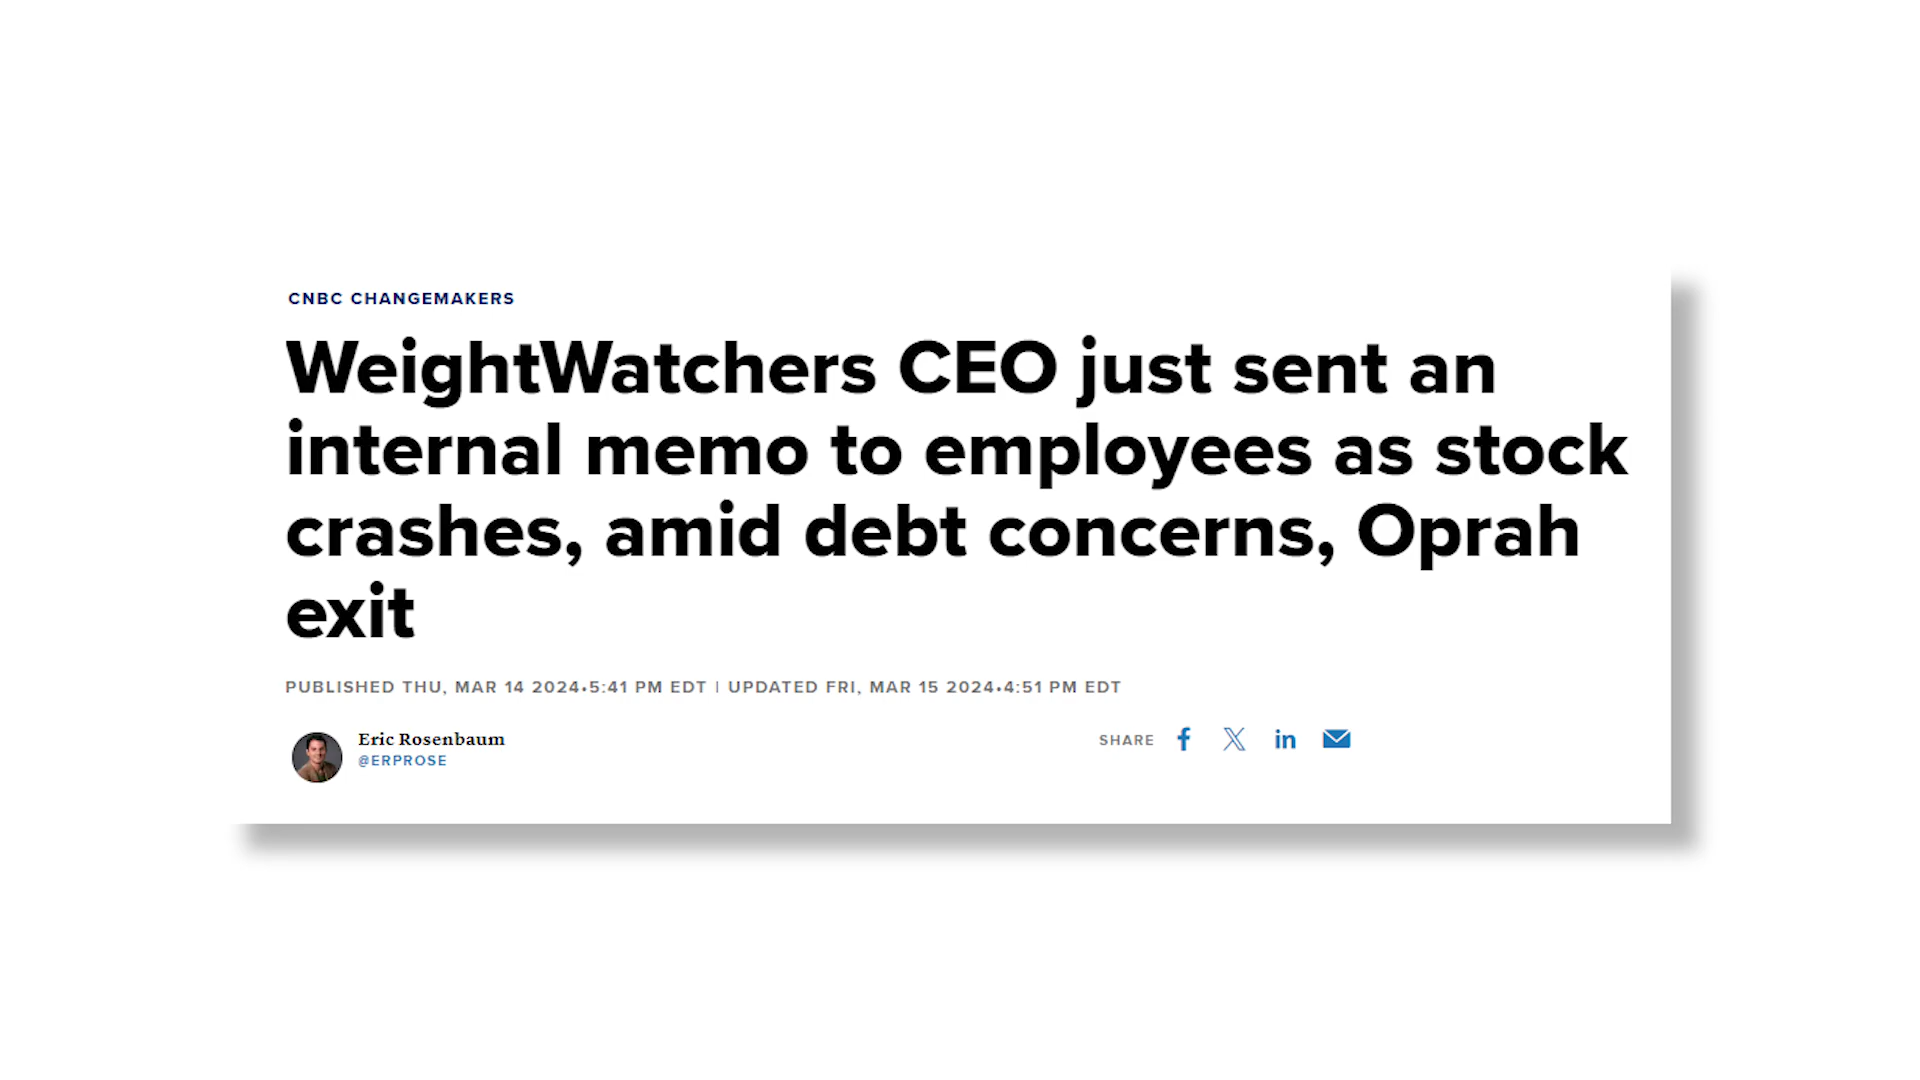 CNBC CHANGEMAKERS
WeightWatchers CEO just sent an
internal memo to employees as stock
crashes, amid debt concerns, Oprah
exit
PUBLISHED THU, MAR 14 2024•5:41 PM EDT | UPDATED FRI, MAR 15 2024•4:51 PM EDT
Eric Rosenbaum
@ERPROSE
SHARE